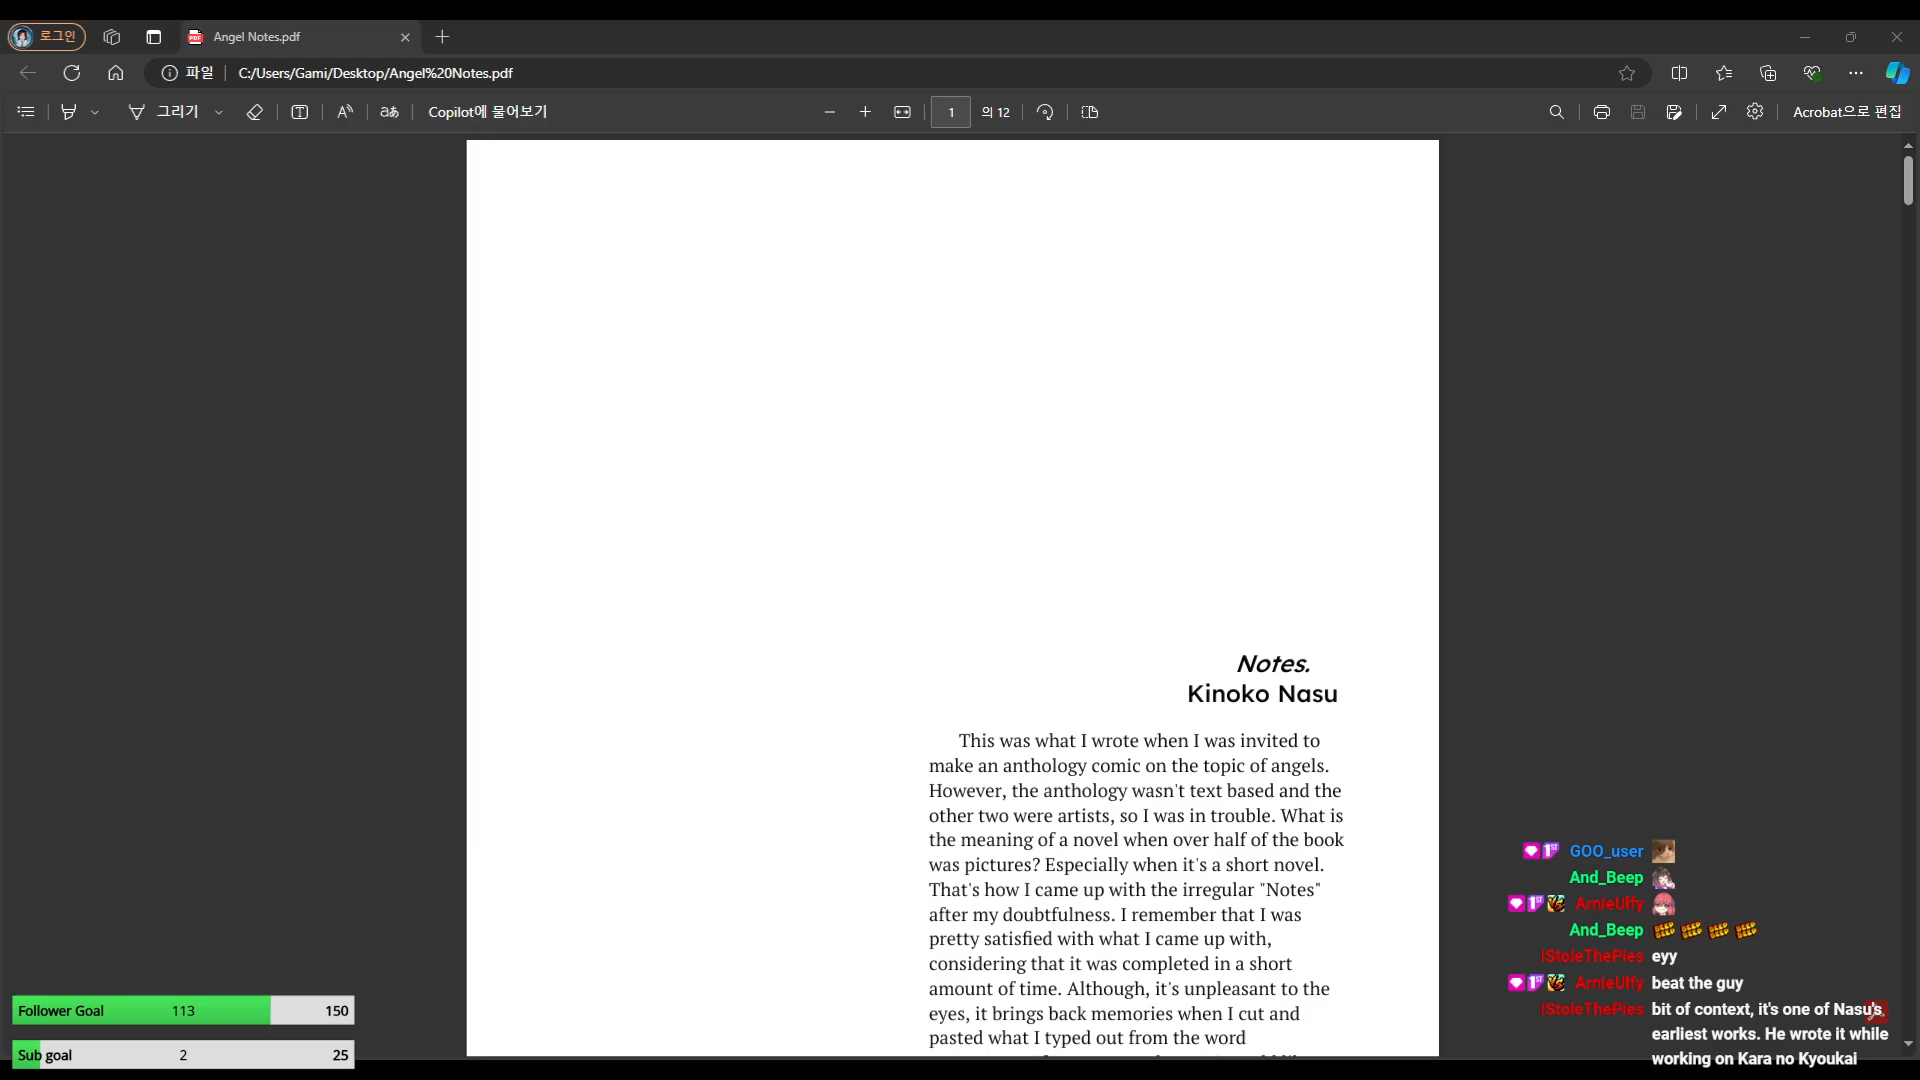 로그인
Angel Notes.pdf
파일
C:/Users/Gami/Desktop/Angel%20Notes.pdf
그리기
aあ
Copilot에 물어보기
1
의 12
Acrobat으로 편집
Notes.
Kinoko Nasu
This was what I wrote when I was invited to
make an anthology comic on the topic of angels.
However, the anthology wasn't text based and the
other two were artists, so I was in trouble. What is
the meaning of a novel when over half of the book
was pictures? Especially when it's a short novel.
That's how I came up with the irregular "Notes"
after my doubtfulness. I remember that I was
pretty satisfied with what I came up with,
considering that it was completed in a short
amount of time. Although, it's unpleasant to the
eyes, it brings back memories when I cut and
pasted what I typed out from the word
GOO_user
And_Beep
ArnieUlfy
And_Beep BEEP BEEP BEEP BEEP
IStoleThePies eyy
ArnieUlfy beat the guy
IStoleThePies bit of context, it's one of Nasu's
earliest works. He wrote it while
working on Kara no Kyoukai
Follower Goal 113 150
Sub goal 2 25